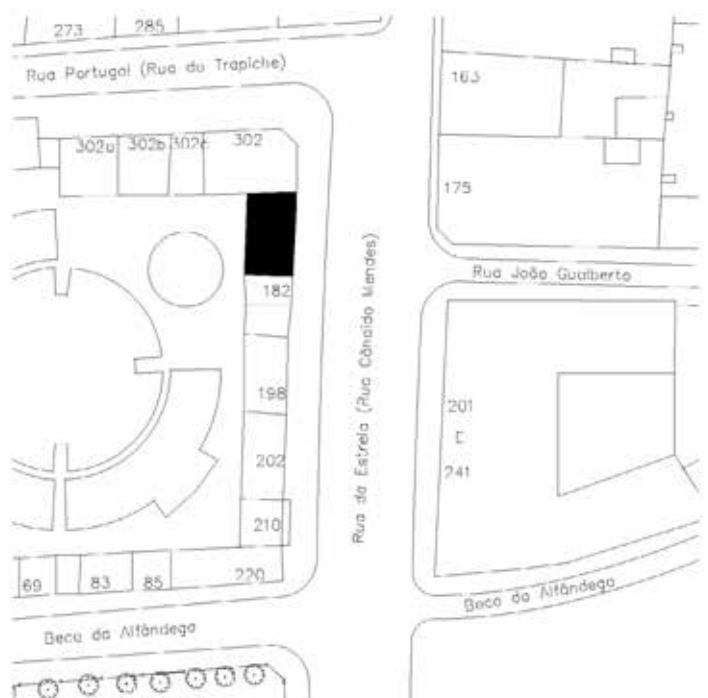 273
285
Rua Portugal (Rua do Trapiche)
163
302a
302b
302c
302
175
Rua João Gualberto
182
Rua da Estrela (Rua Cândido Mendes)
198
201
E
241
202
210
69
83
85
220
Beco da Alfândega
Beco da Alfândega